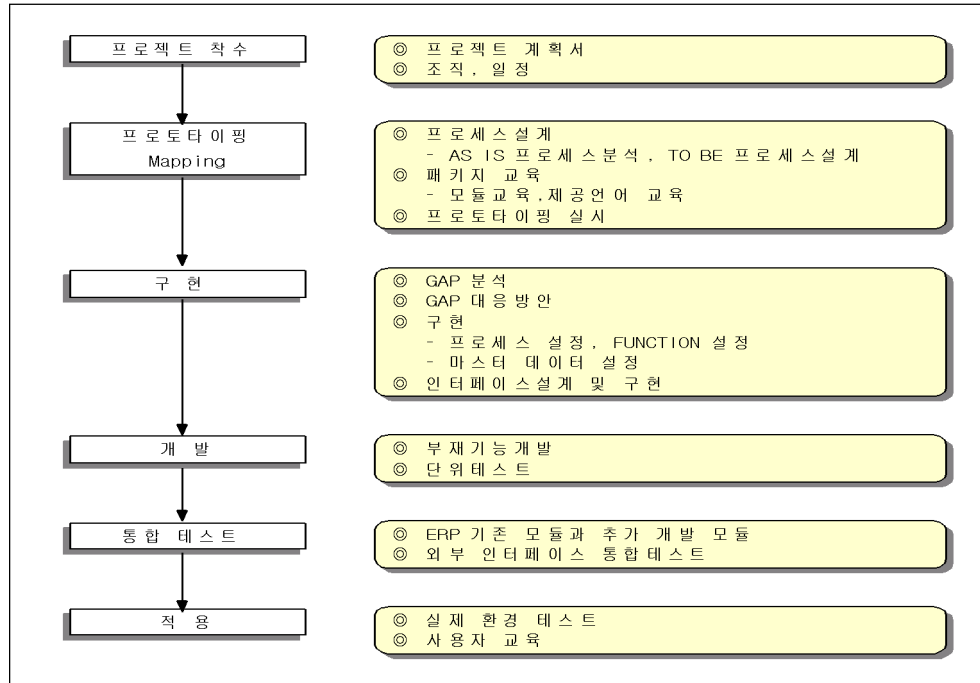 프로젝트 착수
◎ 프로젝트 계획서
◎ 조직, 일정
프로토타이핑
Mapping
◎ 프로세스설계
- AS IS 프로세스분석, TO BE 프로세스설계
◎ 패키지 교육
- 모듈교육,제공언어 교육
◎ 프로토타이핑 실시
구 현
◎ GAP 분석
◎ GAP 대응방안
◎ 구현
- 프로세스 설정, FUNCTION 설정
- 마스터 데이터 설정
◎ 인터페이스설계 및 구현
개 발
◎ 부재기능개발
◎ 단위테스트
통합 테스트
◎ ERP 기존 모듈과 추가 개발 모듈
◎ 외부 인터페이스 통합테스트
적 용
◎ 실제 환경 테스트
◎ 사용자 교육